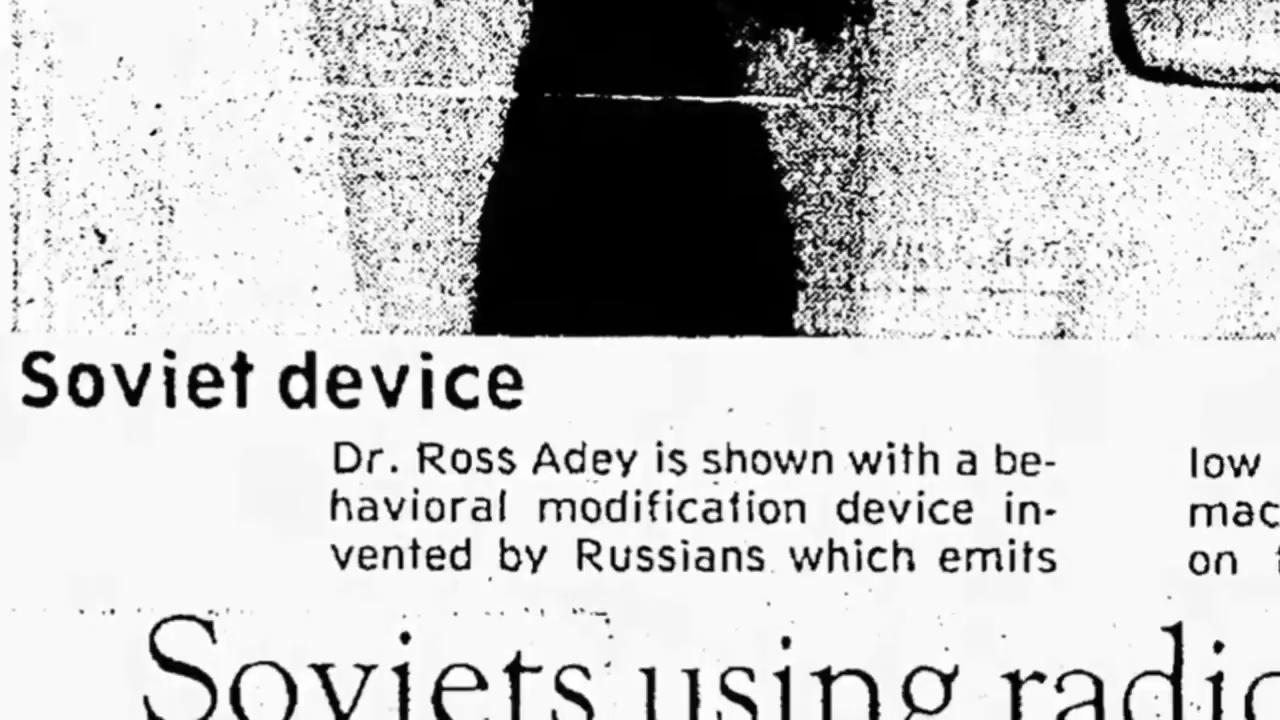 Soviet device
Dr. Ross Adey is shown with a be-
havioral modification device in-
vented by Russians which emits
low
mac
on
Soviets using radio